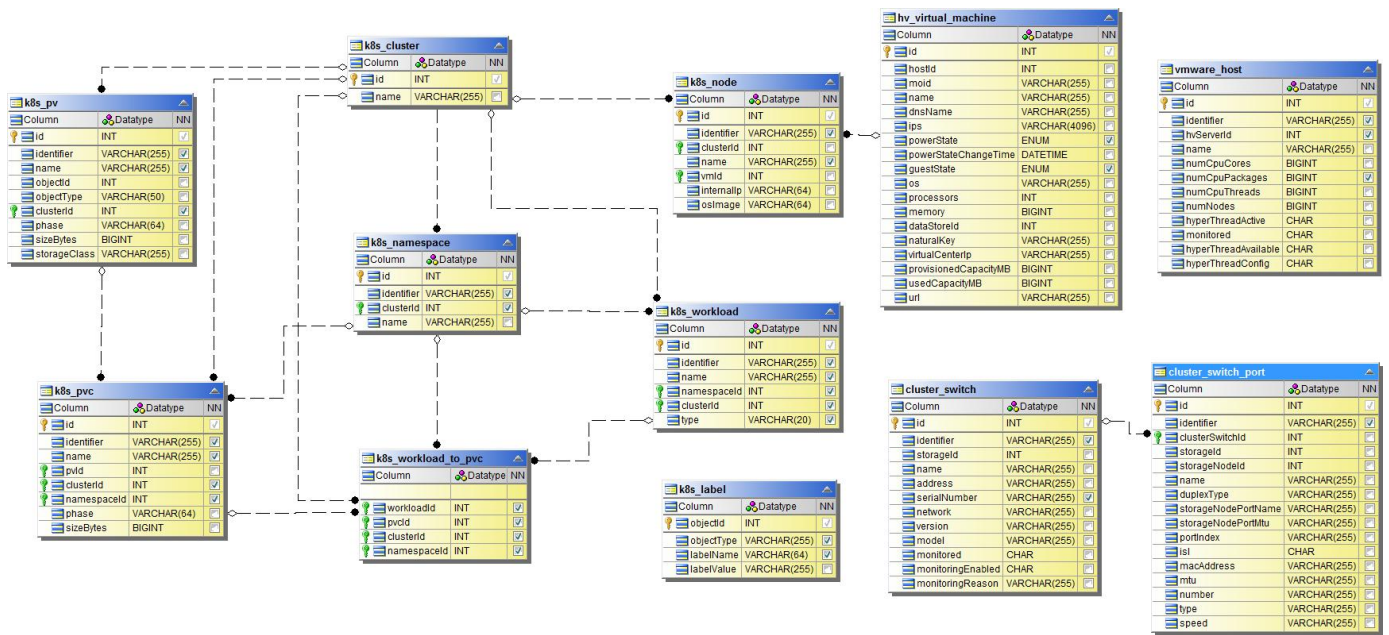 k8s_cluster
Column Datatype NN
id INT
name VARCHAR(255)
k8s_pv
Column Datatype NN
id INT
identifier VARCHAR(255)
name VARCHAR(255)
objectId INT
objectType VARCHAR(50)
clusterId INT
phase VARCHAR(64)
sizeBytes BIGINT
storageClass VARCHAR(255)
k8s_node
Column Datatype NN
id INT
identifier VARCHAR(255)
clusterId INT
name VARCHAR(255)
vmId INT
internalIp VARCHAR(64)
osImage VARCHAR(64)
hv_virtual_machine
Column Datatype NN
id INT
hostId INT
moid VARCHAR(255)
name VARCHAR(255)
dnsName VARCHAR(255)
ips VARCHAR(4096)
powerState ENUM
powerStateChangeTime DATETIME
guestState ENUM
os VARCHAR(255)
processors INT
memory BIGINT
dataStoreId INT
naturalKey VARCHAR(255)
virtualCenterIp VARCHAR(255)
provisionedCapacityMB BIGINT
usedCapacityMB BIGINT
url VARCHAR(255)
vmware_host
Column Datatype NN
id INT
identifier VARCHAR(255)
hvServerId INT
name VARCHAR(255)
numCpuCores BIGINT
numCpuPackages BIGINT
numCpuThreads BIGINT
numNodes BIGINT
hyperThreadActive CHAR
monitored CHAR
hyperThreadAvailable CHAR
hyperThreadConfig CHAR
k8s_namespace
Column Datatype NN
id INT
identifier VARCHAR(255)
clusterId INT
name VARCHAR(255)
k8s_workload
Column Datatype NN
id INT
identifier VARCHAR(255)
name VARCHAR(255)
namespaceId INT
clusterId INT
type VARCHAR(20)
k8s_pvc
Column Datatype NN
id INT
identifier VARCHAR(255)
name VARCHAR(255)
pvId INT
clusterId INT
namespaceId INT
phase VARCHAR(64)
sizeBytes BIGINT
k8s_workload_to_pvc
Column Datatype NN
workloadId INT
pvcId INT
clusterId INT
namespaceId INT
k8s_label
Column Datatype NN
objectId INT
objectType VARCHAR(255)
labelName VARCHAR(64)
labelValue VARCHAR(255)
cluster_switch
Column Datatype NN
id INT
identifier VARCHAR(255)
storageId INT
name VARCHAR(255)
address VARCHAR(255)
serialNumber VARCHAR(255)
network VARCHAR(255)
version VARCHAR(255)
model VARCHAR(255)
monitored CHAR
monitoringEnabled CHAR
monitoringReason VARCHAR(255)
cluster_switch_port
Column Datatype NN
id INT
identifier VARCHAR(255)
clusterSwitchId INT
storageId INT
storageNodeId INT
name VARCHAR(255)
duplexType VARCHAR(255)
storageNodePortName VARCHAR(255)
storageNodePortMtu VARCHAR(255)
portIndex VARCHAR(255)
isl CHAR
macAddress VARCHAR(255)
mtu VARCHAR(255)
number VARCHAR(255)
type VARCHAR(255)
speed VARCHAR(255)